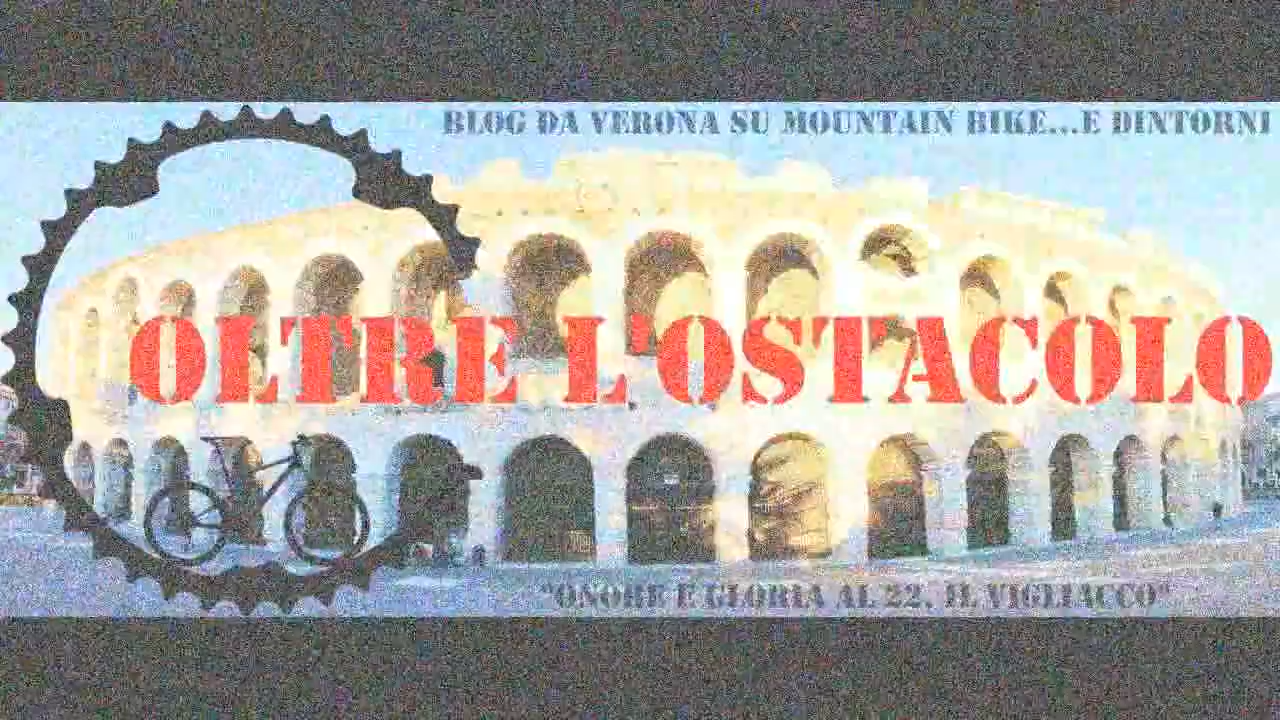 BLOG DA VERONA SU MOUNTAIN BIKE...E DINTORNI
OLTRE L'OSTACOLO
"ONORE E GLORIA AL 22, IL VIGLIACCO"